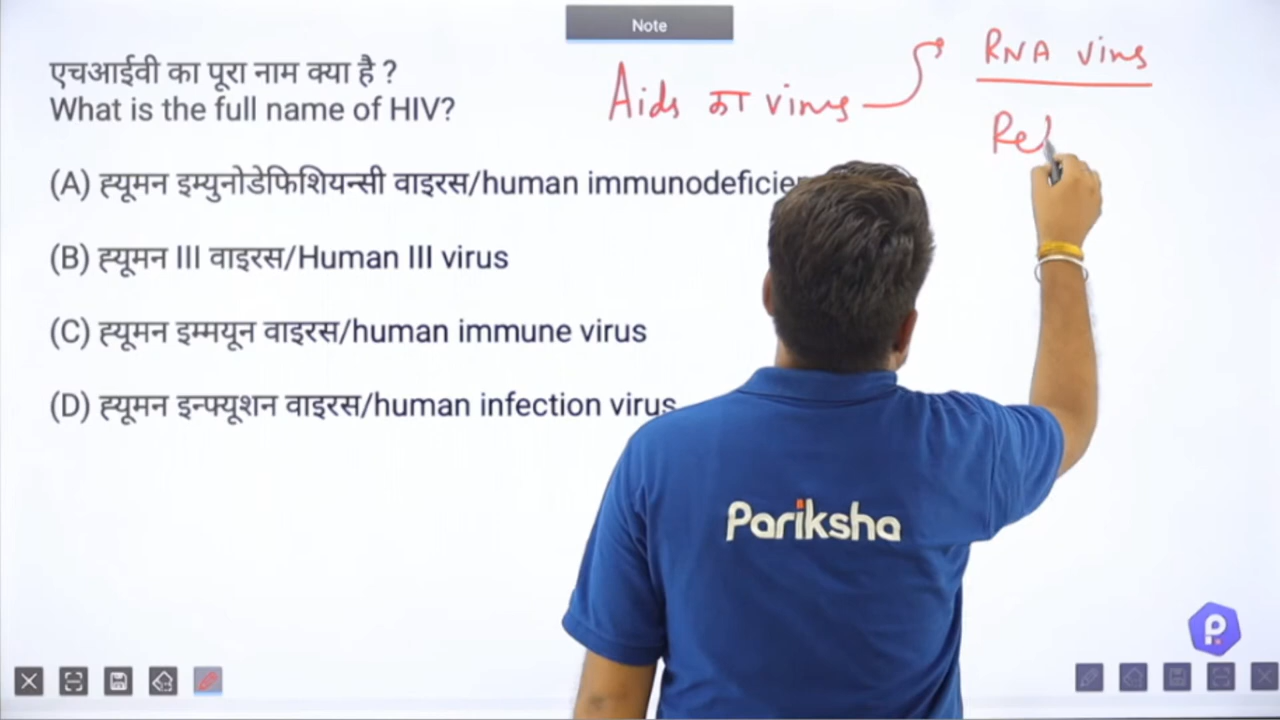 Note
एचआईवी का पूरा नाम क्या है ?
What is the full name of HIV?
Aids का virus
RNA virus
(A) ह्यूमन इम्युनोडेफिशियन्सी वाइरस/human
(B) ह्यूमन III वाइरस/Human III virus
(C) ह्यूमन इम्मयून वाइरस/human immune virus
(D) ह्यूमन इन्फ्यूशन वाइरस/human infection virus
Pariksha